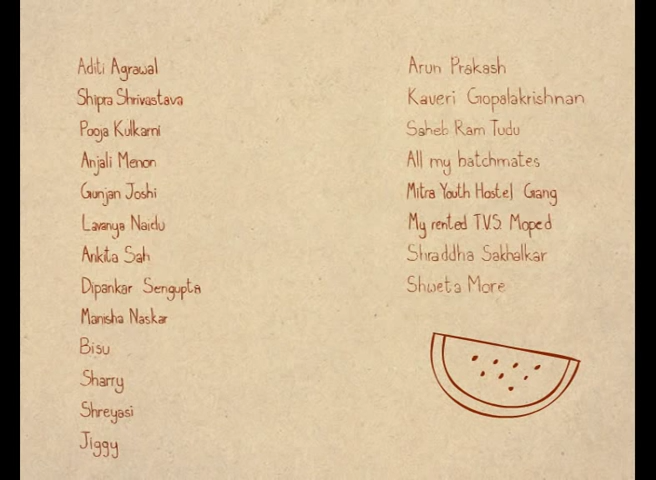 Aditi Agrawal
Shipra Shrivastava
Pooja Kulkarni
Anjali Menon
Gunjan Joshi
Lavanya Naidu
Ankita Sah
Dipankar Sengupta
Manisha Naskar
Bisu
Sharry
Shreyasi
Jiggy
Arun Prakash
Kaveri Gopalakrishnan
Saheb Ram Tudu
All my batchmates
Mitra Youth Hostel Gang
My rented TVS Moped
Shraddha Sakhalkar
Shweta More